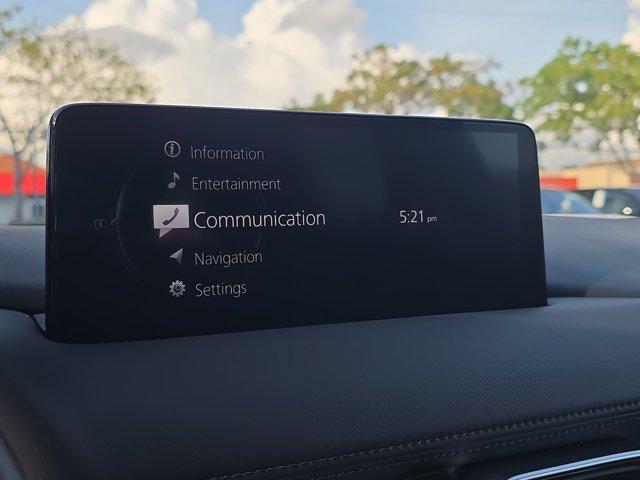 Information
Entertainment
Communication
5:21 pm
Navigation
Settings